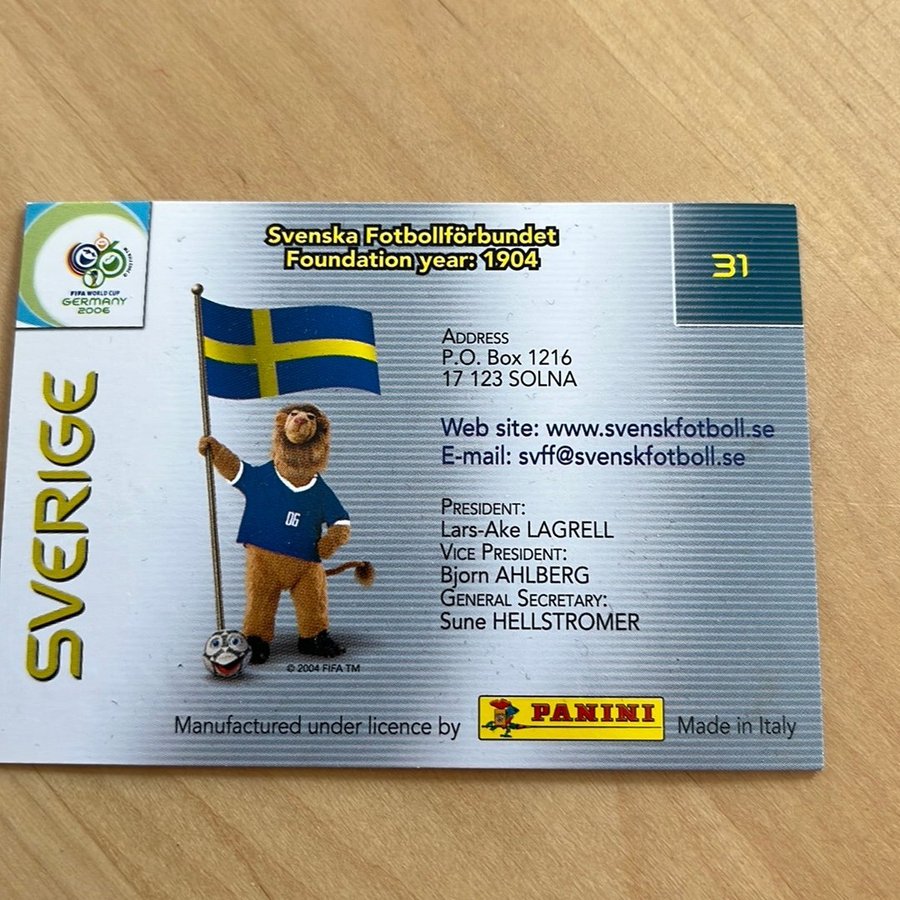 FIFA WORLD CUP
GERMANY
2006
Svenska Fotbollförbundet
Foundation year: 1904
31
SVERIGE
ADDRESS
P.O. Box 1216
17 123 SOLNA
Web site: www.svenskfotboll.se
E-mail: svff@svenskfotboll.se
PRESIDENT:
Lars-Ake LAGRELL
VICE PRESIDENT:
Bjorn AHLBERG
GENERAL SECRETARY:
Sune HELLSTROMER
06
© 2004 FIFA TM
Manufactured under licence by
PANINI
Made in Italy